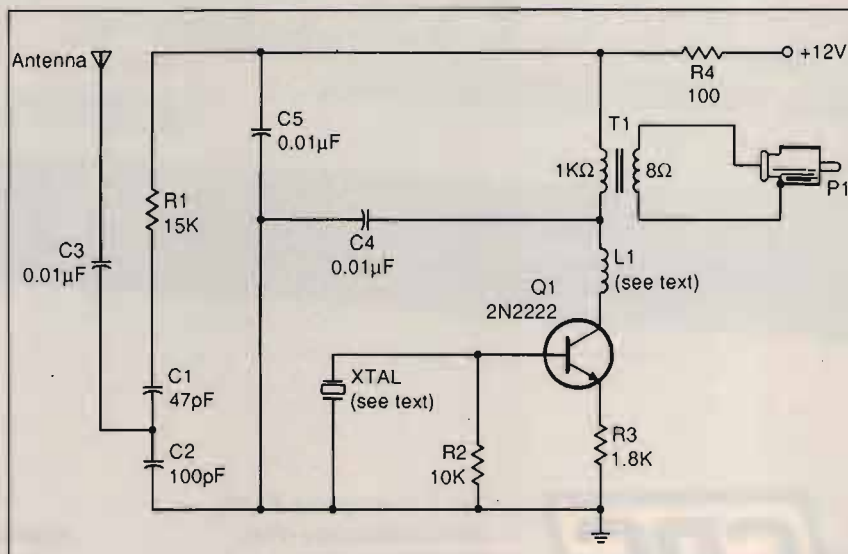 Antenna
C3
0.01µF
R1
15K
C1
47pF
C2
100pF
C5
0.01µF
C4
0.01µF
XTAL
(see text)
R2
10K
Q1
2N2222
R3
1.8K
L1
(see text)
T1
1KΩ
8Ω
R4
100
+12V
P1